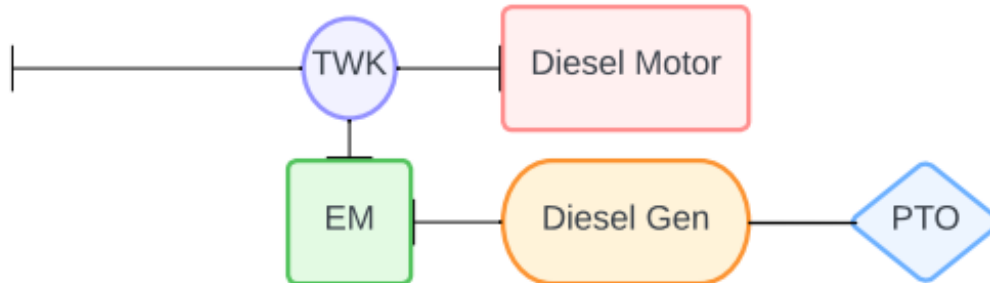 TWK
Diesel Motor
EM
Diesel Gen
PTO